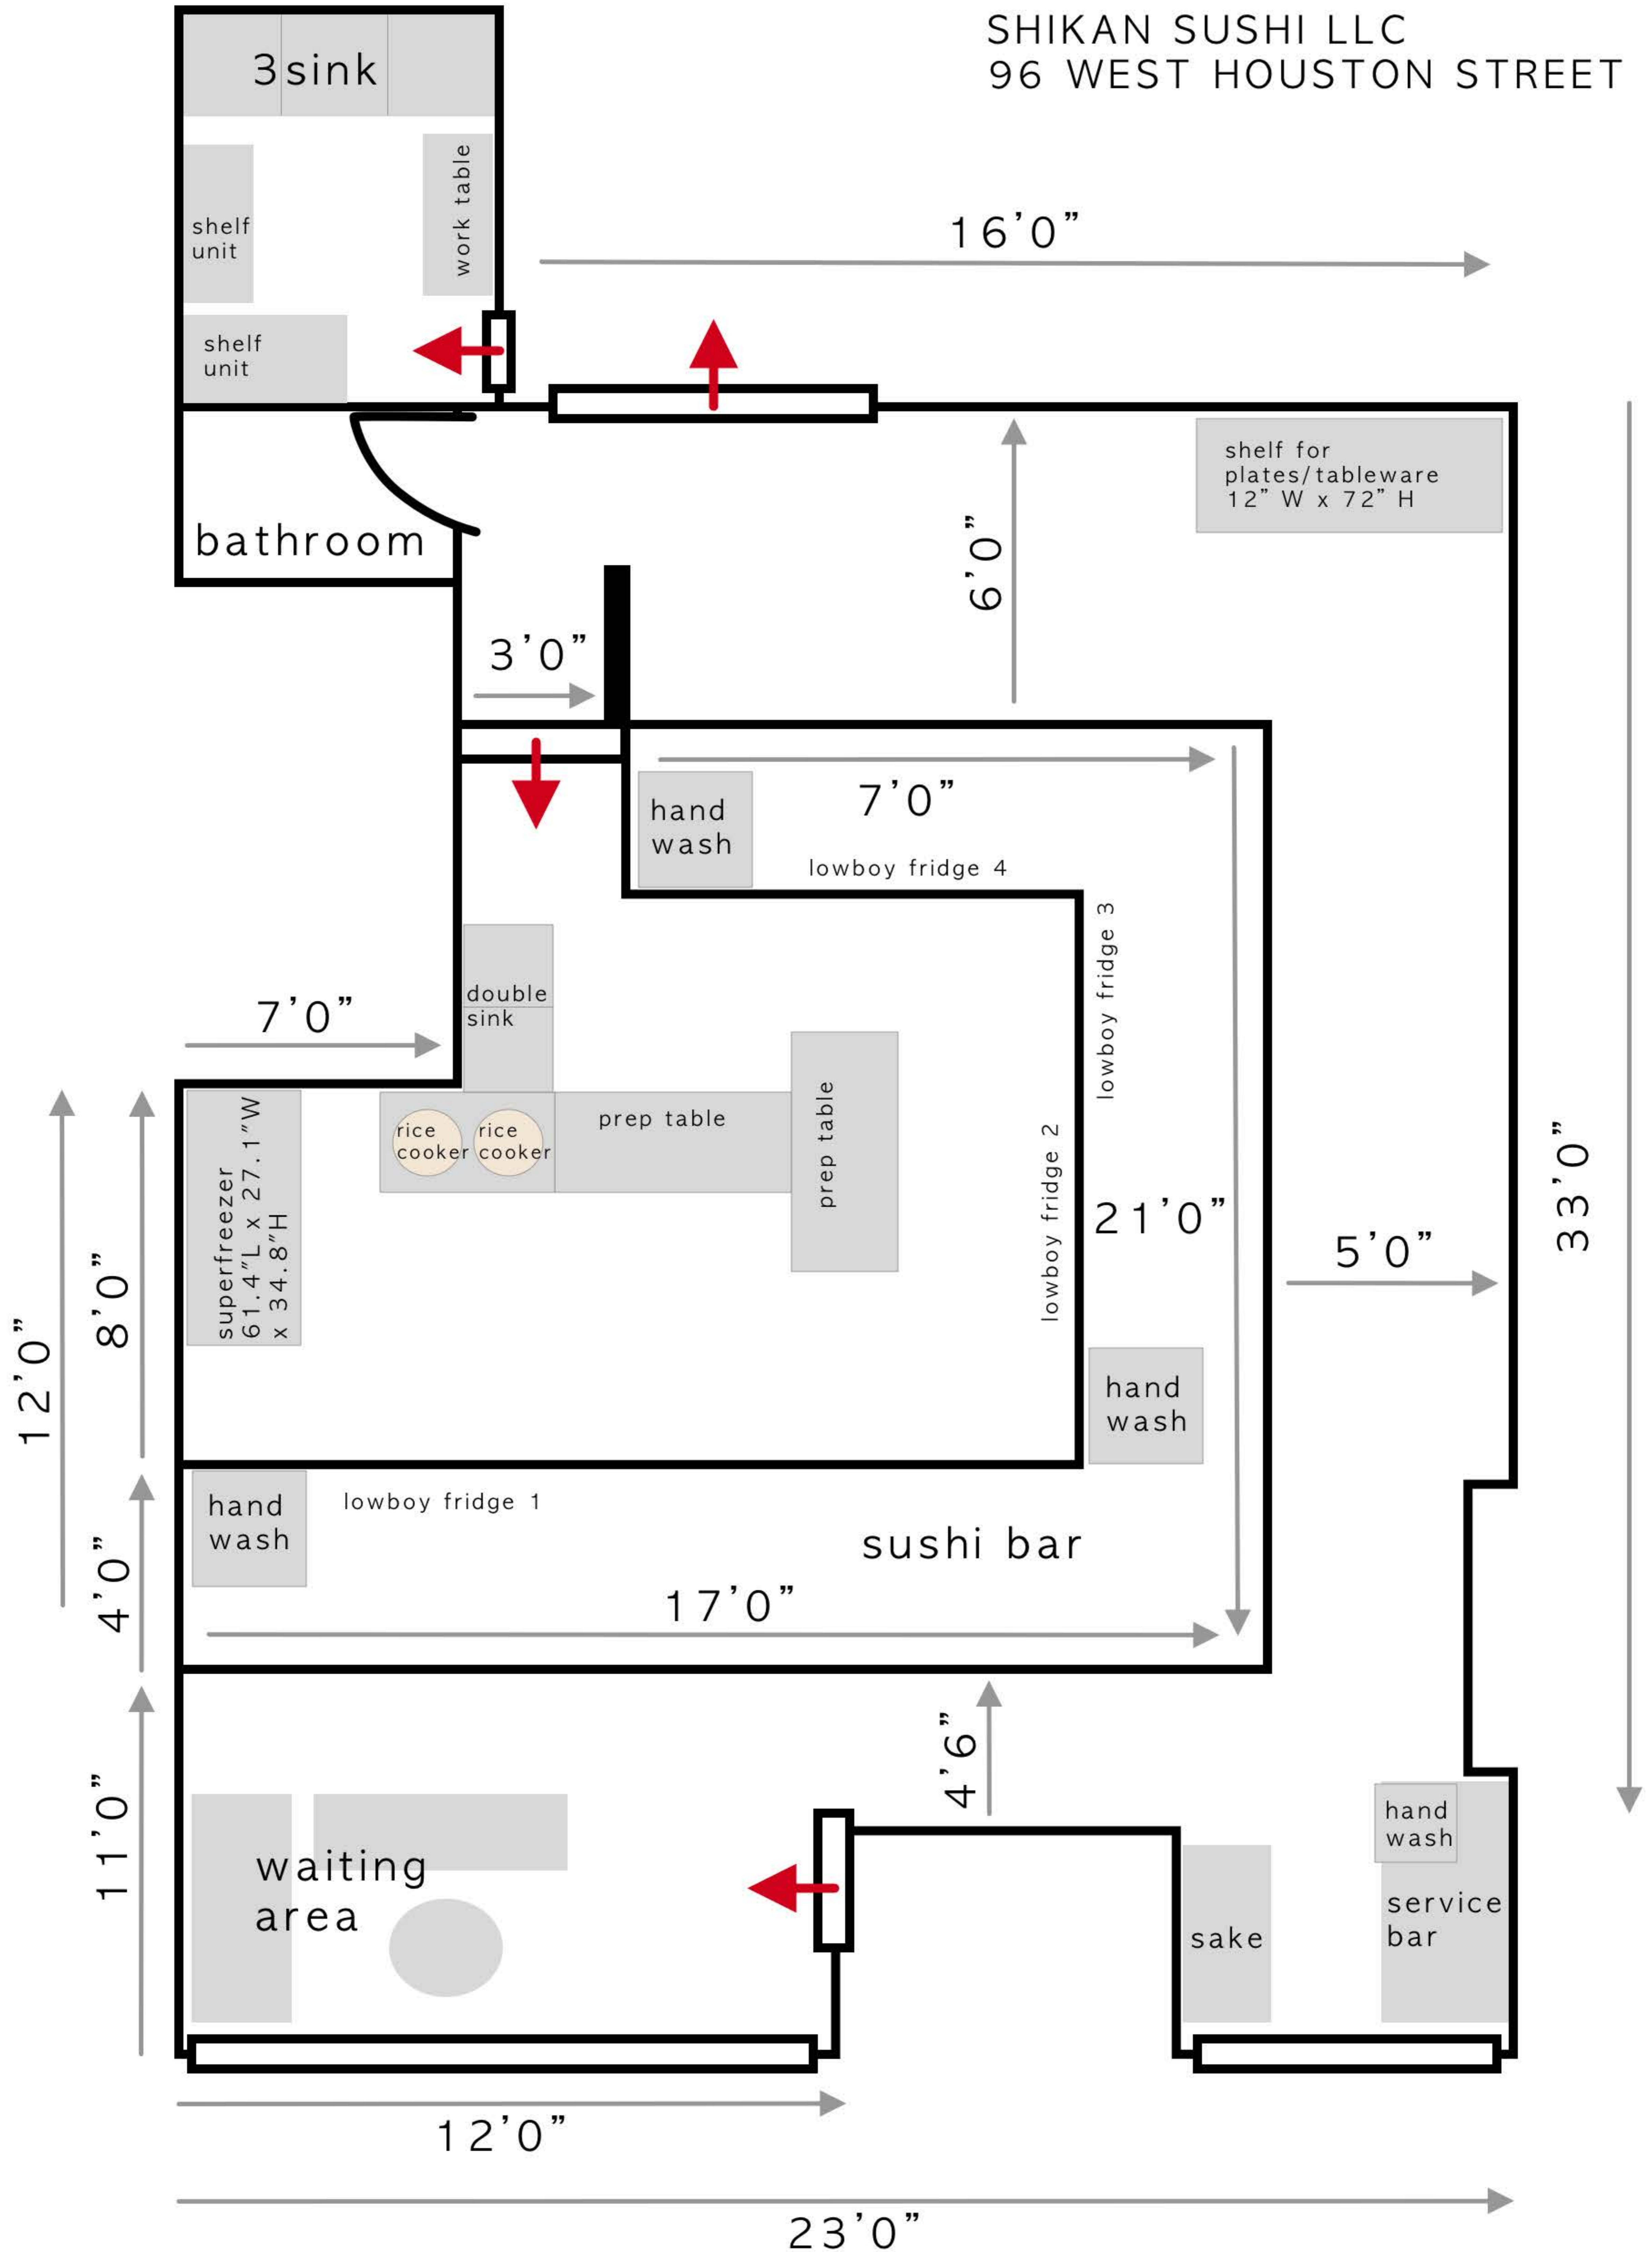 SHIKAN SUSHI LLC
96 WEST HOUSTON STREET
3 sink
work table
shelf
unit
16’0”
shelf
unit
shelf for
plates/tableware
12” W x 72” H
bathroom
6’0”
3’0”
7’0”
hand
wash
lowboy fridge 4
lowboy fridge 3
double
sink
7’0”
prep table
rice
cooker
rice
cooker
prep table
superfreezer
61.4”L x 27.1”W
x 34.8”H
lowboy fridge 2
21’0”
33’0”
5’0”
8’0”
12’0”
hand
wash
hand
wash
lowboy fridge 1
sushi bar
4’0”
17’0”
4’6”
11’0”
waiting
area
hand
wash
service
bar
sake
12’0”
23’0”